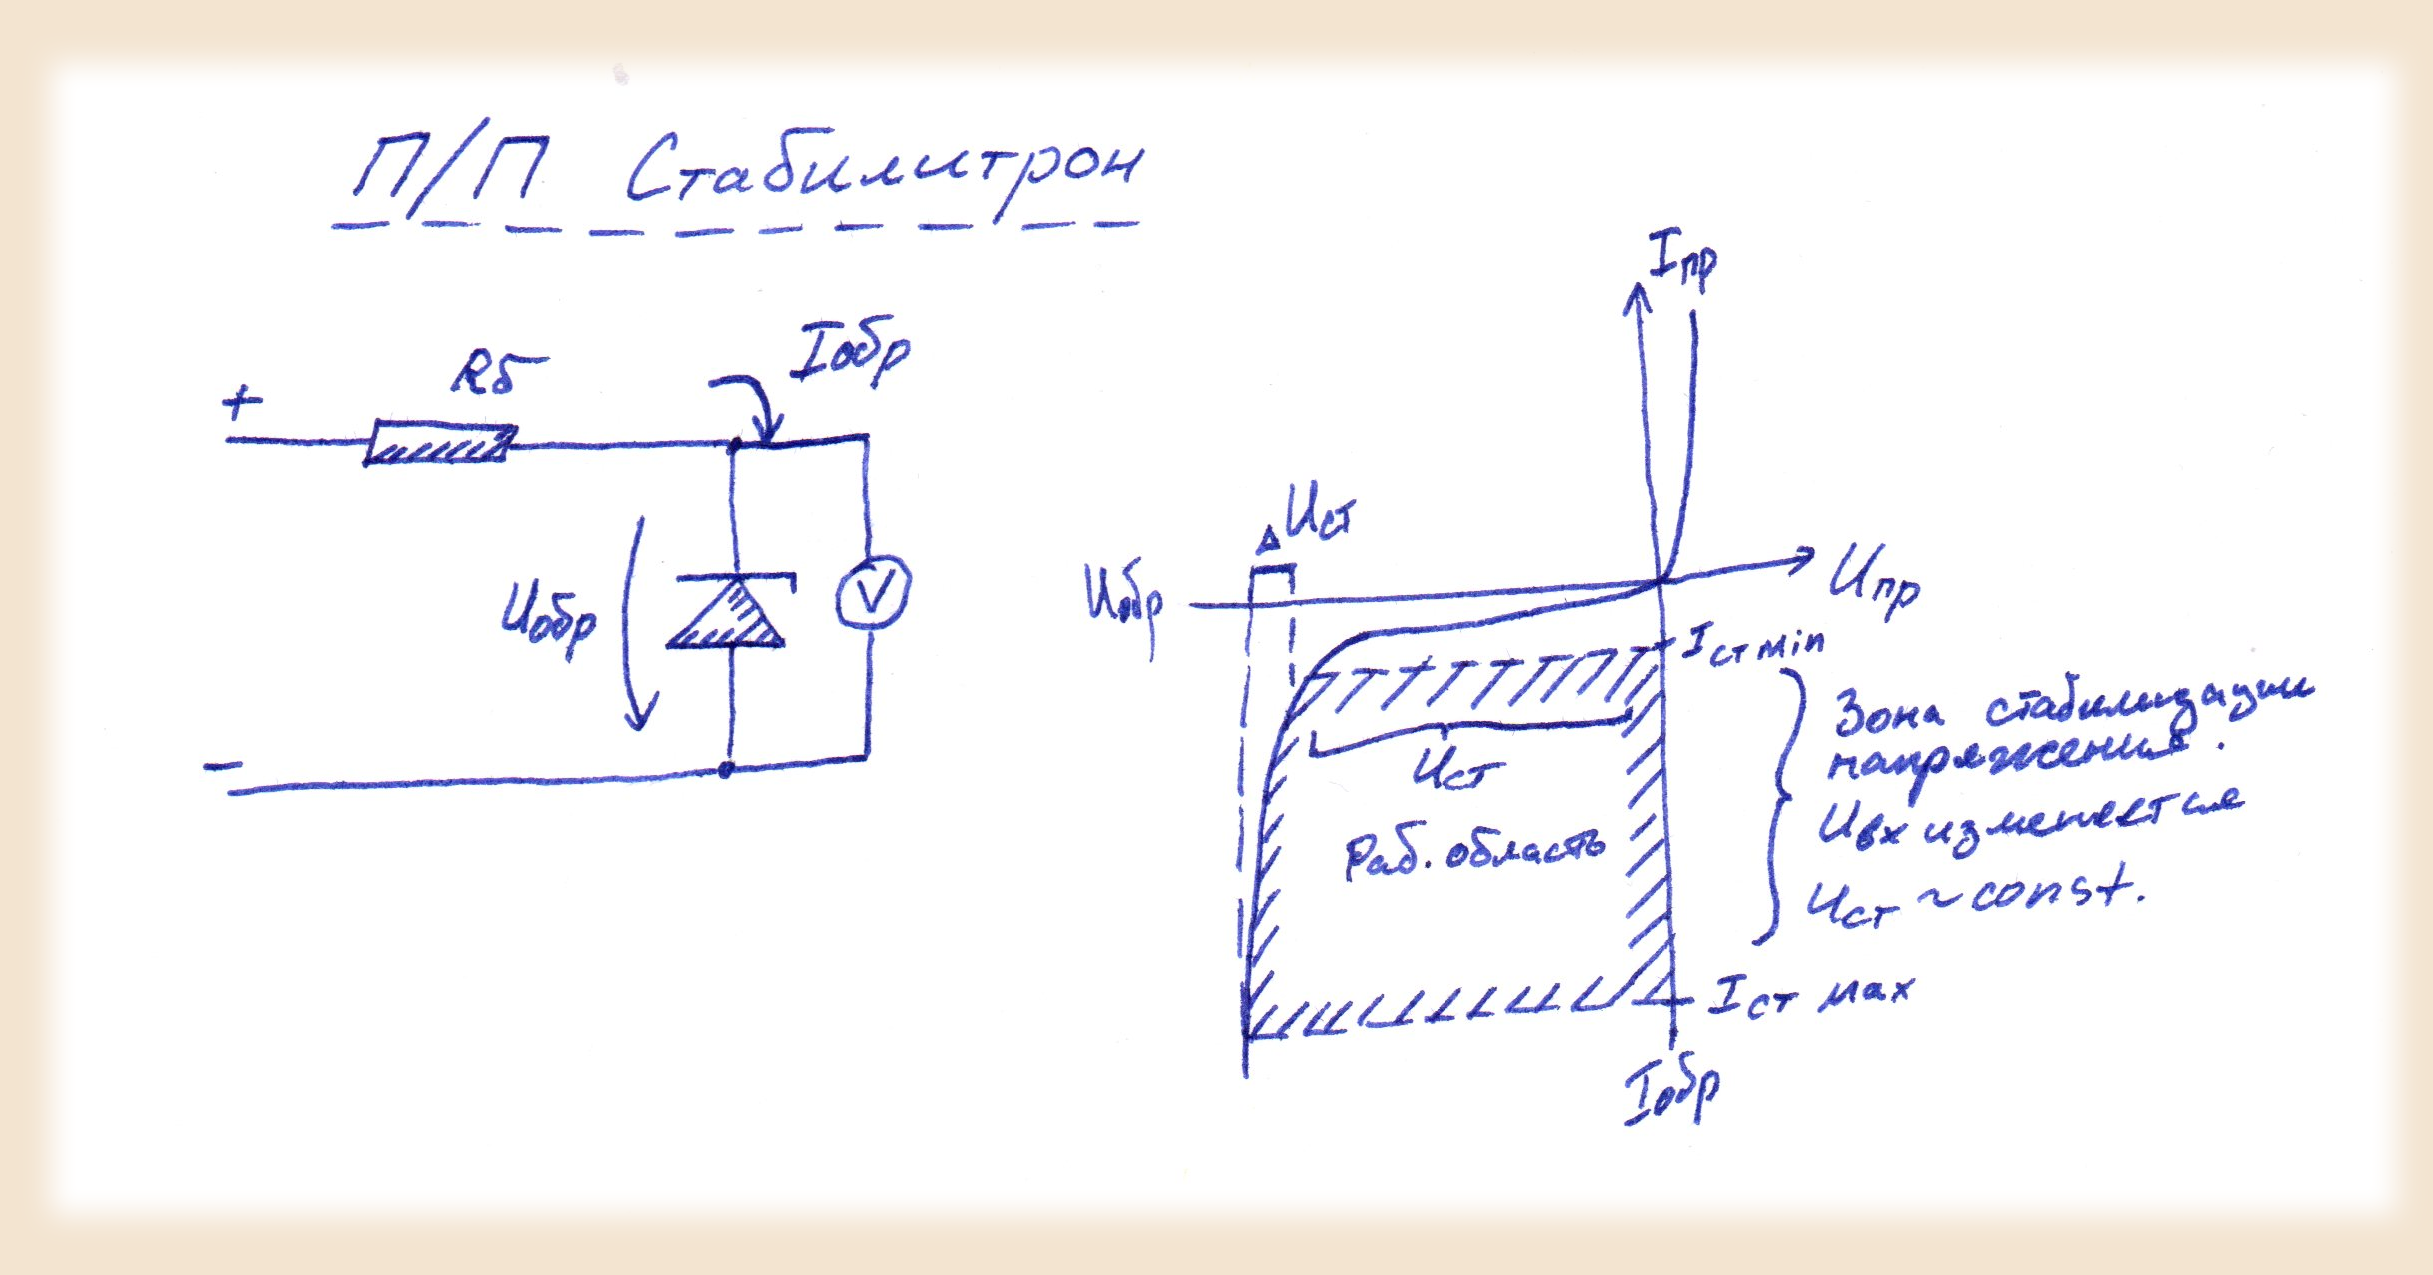 П/П Стабилитрон
Rб
Iобр
+
Uобр
V
−
Iпр
ΔUст
Uобр
Uпр
Iст min
Uст
Раб. область
Зона стабилизации
напряжения.
Uвх изменяется
Uст ~ const.
Iст max
Iобр